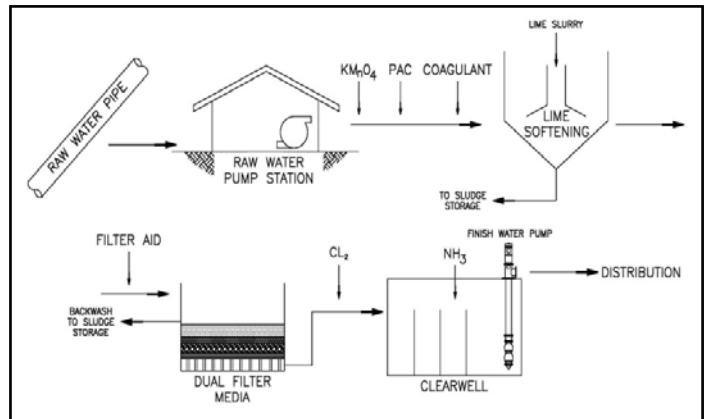 RAW WATER PIPE
RAW WATER
PUMP STATION
KMnO4
PAC
COAGULANT
LIME SLURRY
LIME
SOFTENING
TO SLUDGE
STORAGE
FILTER AID
BACKWASH
TO SLUDGE
STORAGE
DUAL FILTER
MEDIA
CL2
NH3
FINISH WATER PUMP
CLEARWELL
DISTRIBUTION